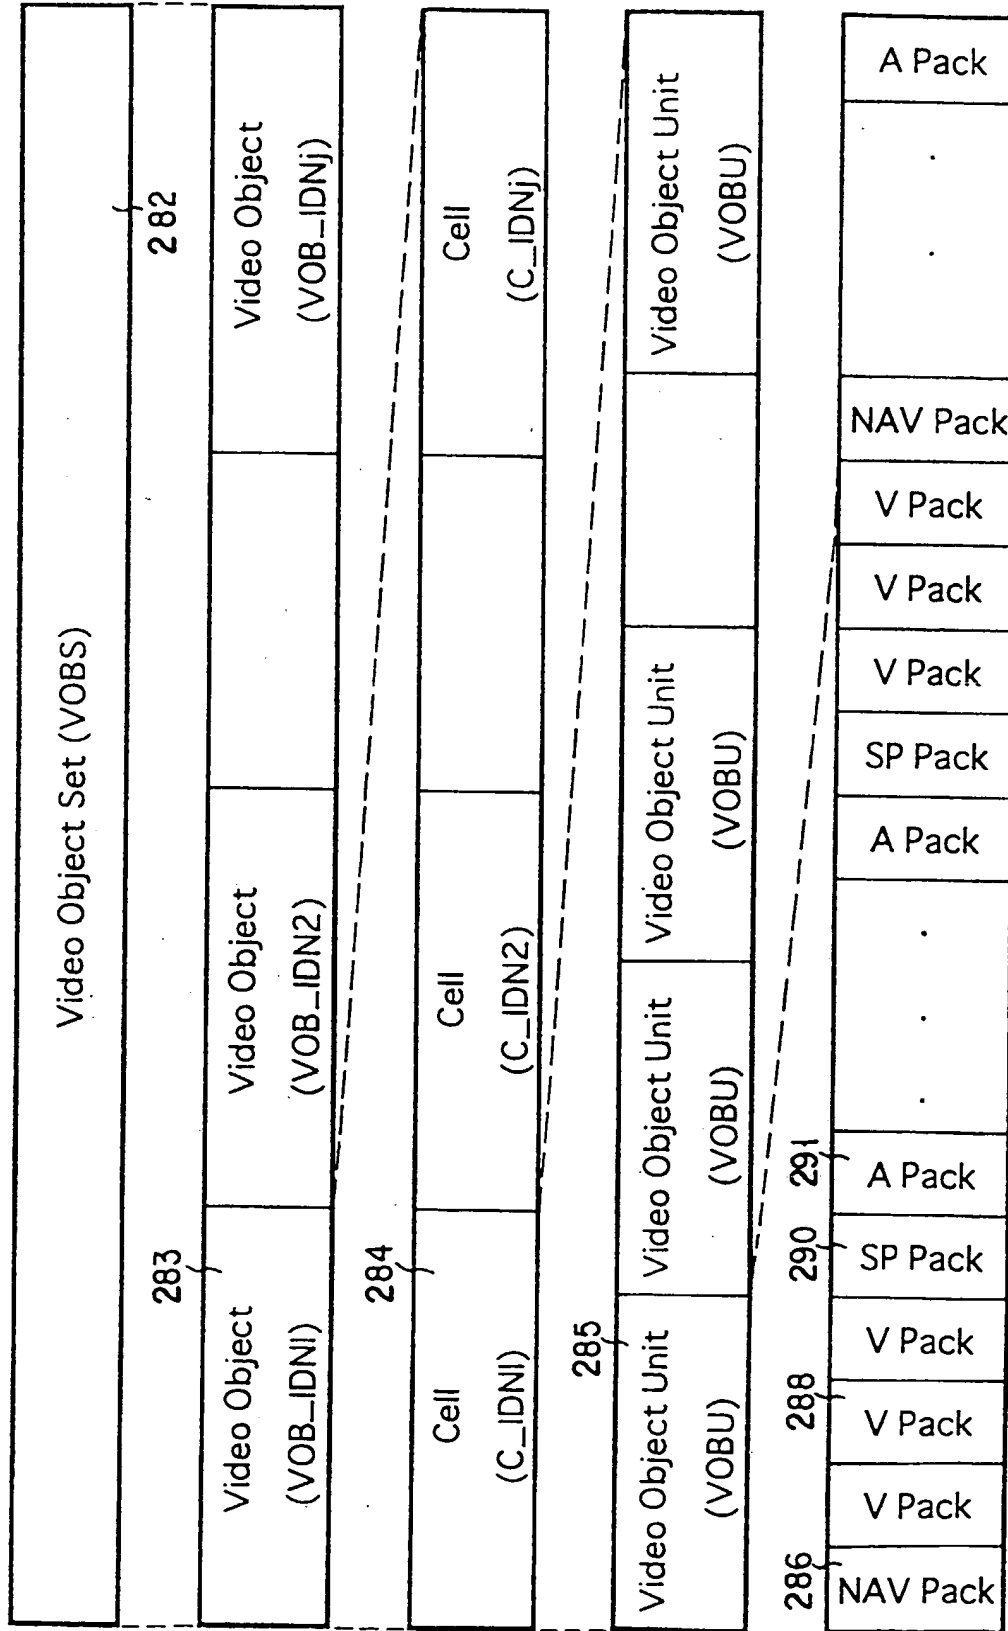 Video Object Set (VOBS)
282
283
Video Object
(VOB_IDN1)
Video Object
(VOB_IDN2)
Video Object
(VOB_IDNj)
284
Cell
(C_IDN1)
Cell
(C_IDN2)
Cell
(C_IDNj)
285
Video Object Unit
(VOBU)
Video Object Unit
(VOBU)
Video Object Unit
(VOBU)
Video Object Unit
(VOBU)
286
288
290
291
NAV Pack
V Pack
V Pack
V Pack
SP Pack
A Pack
A Pack
SP Pack
V Pack
V Pack
V Pack
NAV Pack
A Pack